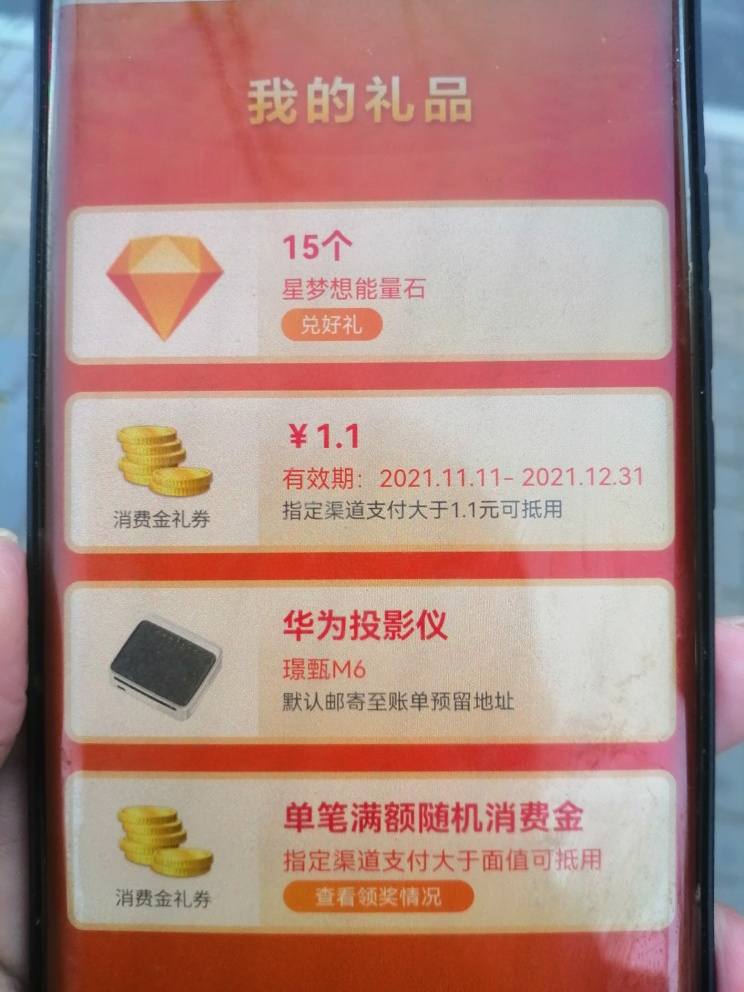 我的礼品
15个
星梦想能量石
兑好礼
¥1.1
有效期：2021.11.11- 2021.12.31
消费金礼券
指定渠道支付大于1.1元可抵用
华为投影仪
璟甄M6
默认邮寄至账单预留地址
单笔满额随机消费金
指定渠道支付大于面值可抵用
消费金礼券
查看领奖情况